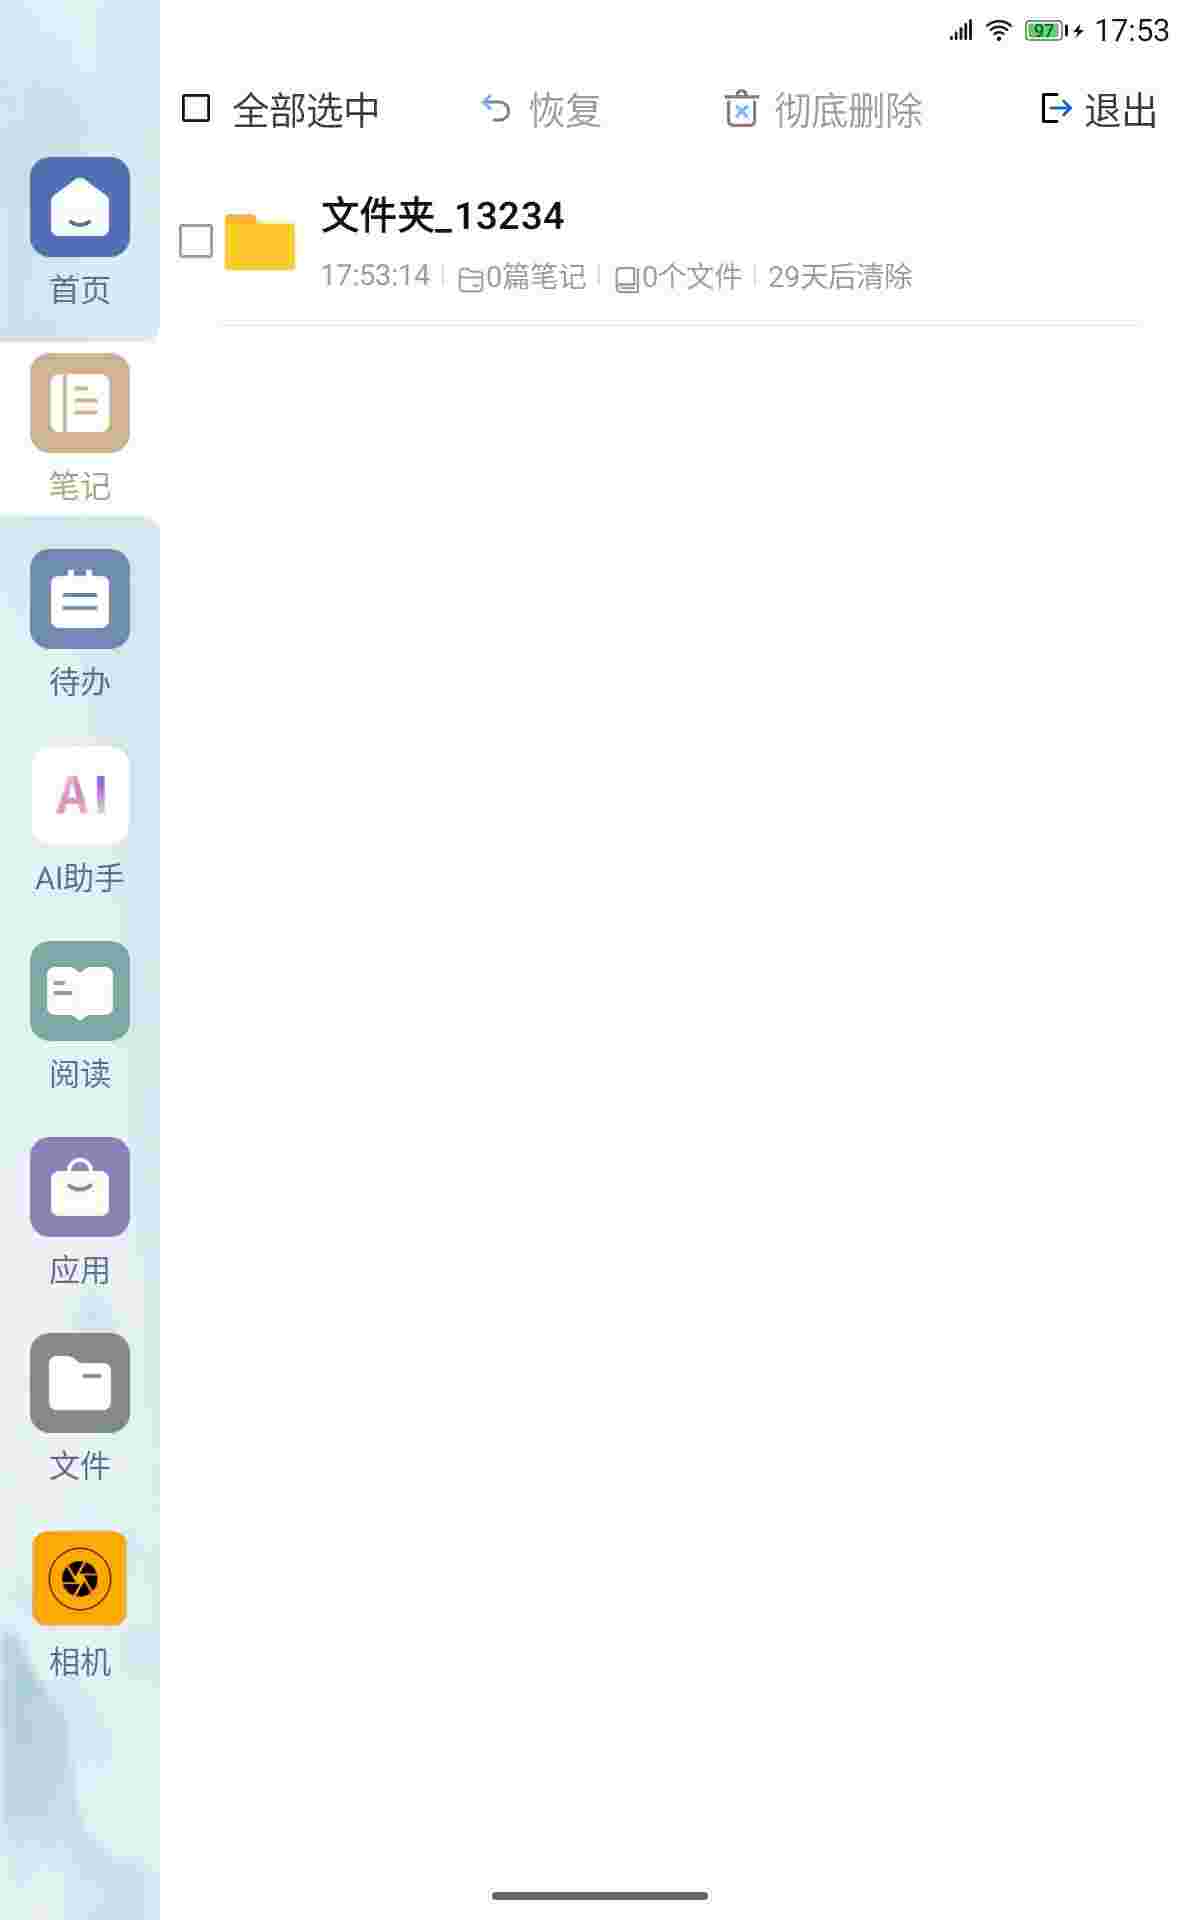 97 17:53
全部选中 恢复 彻底删除 退出
文件夹_13234
17:53:14 0篇笔记 0个文件 29天后清除
首页
笔记
待办
AI
AI助手
阅读
应用
文件
相机